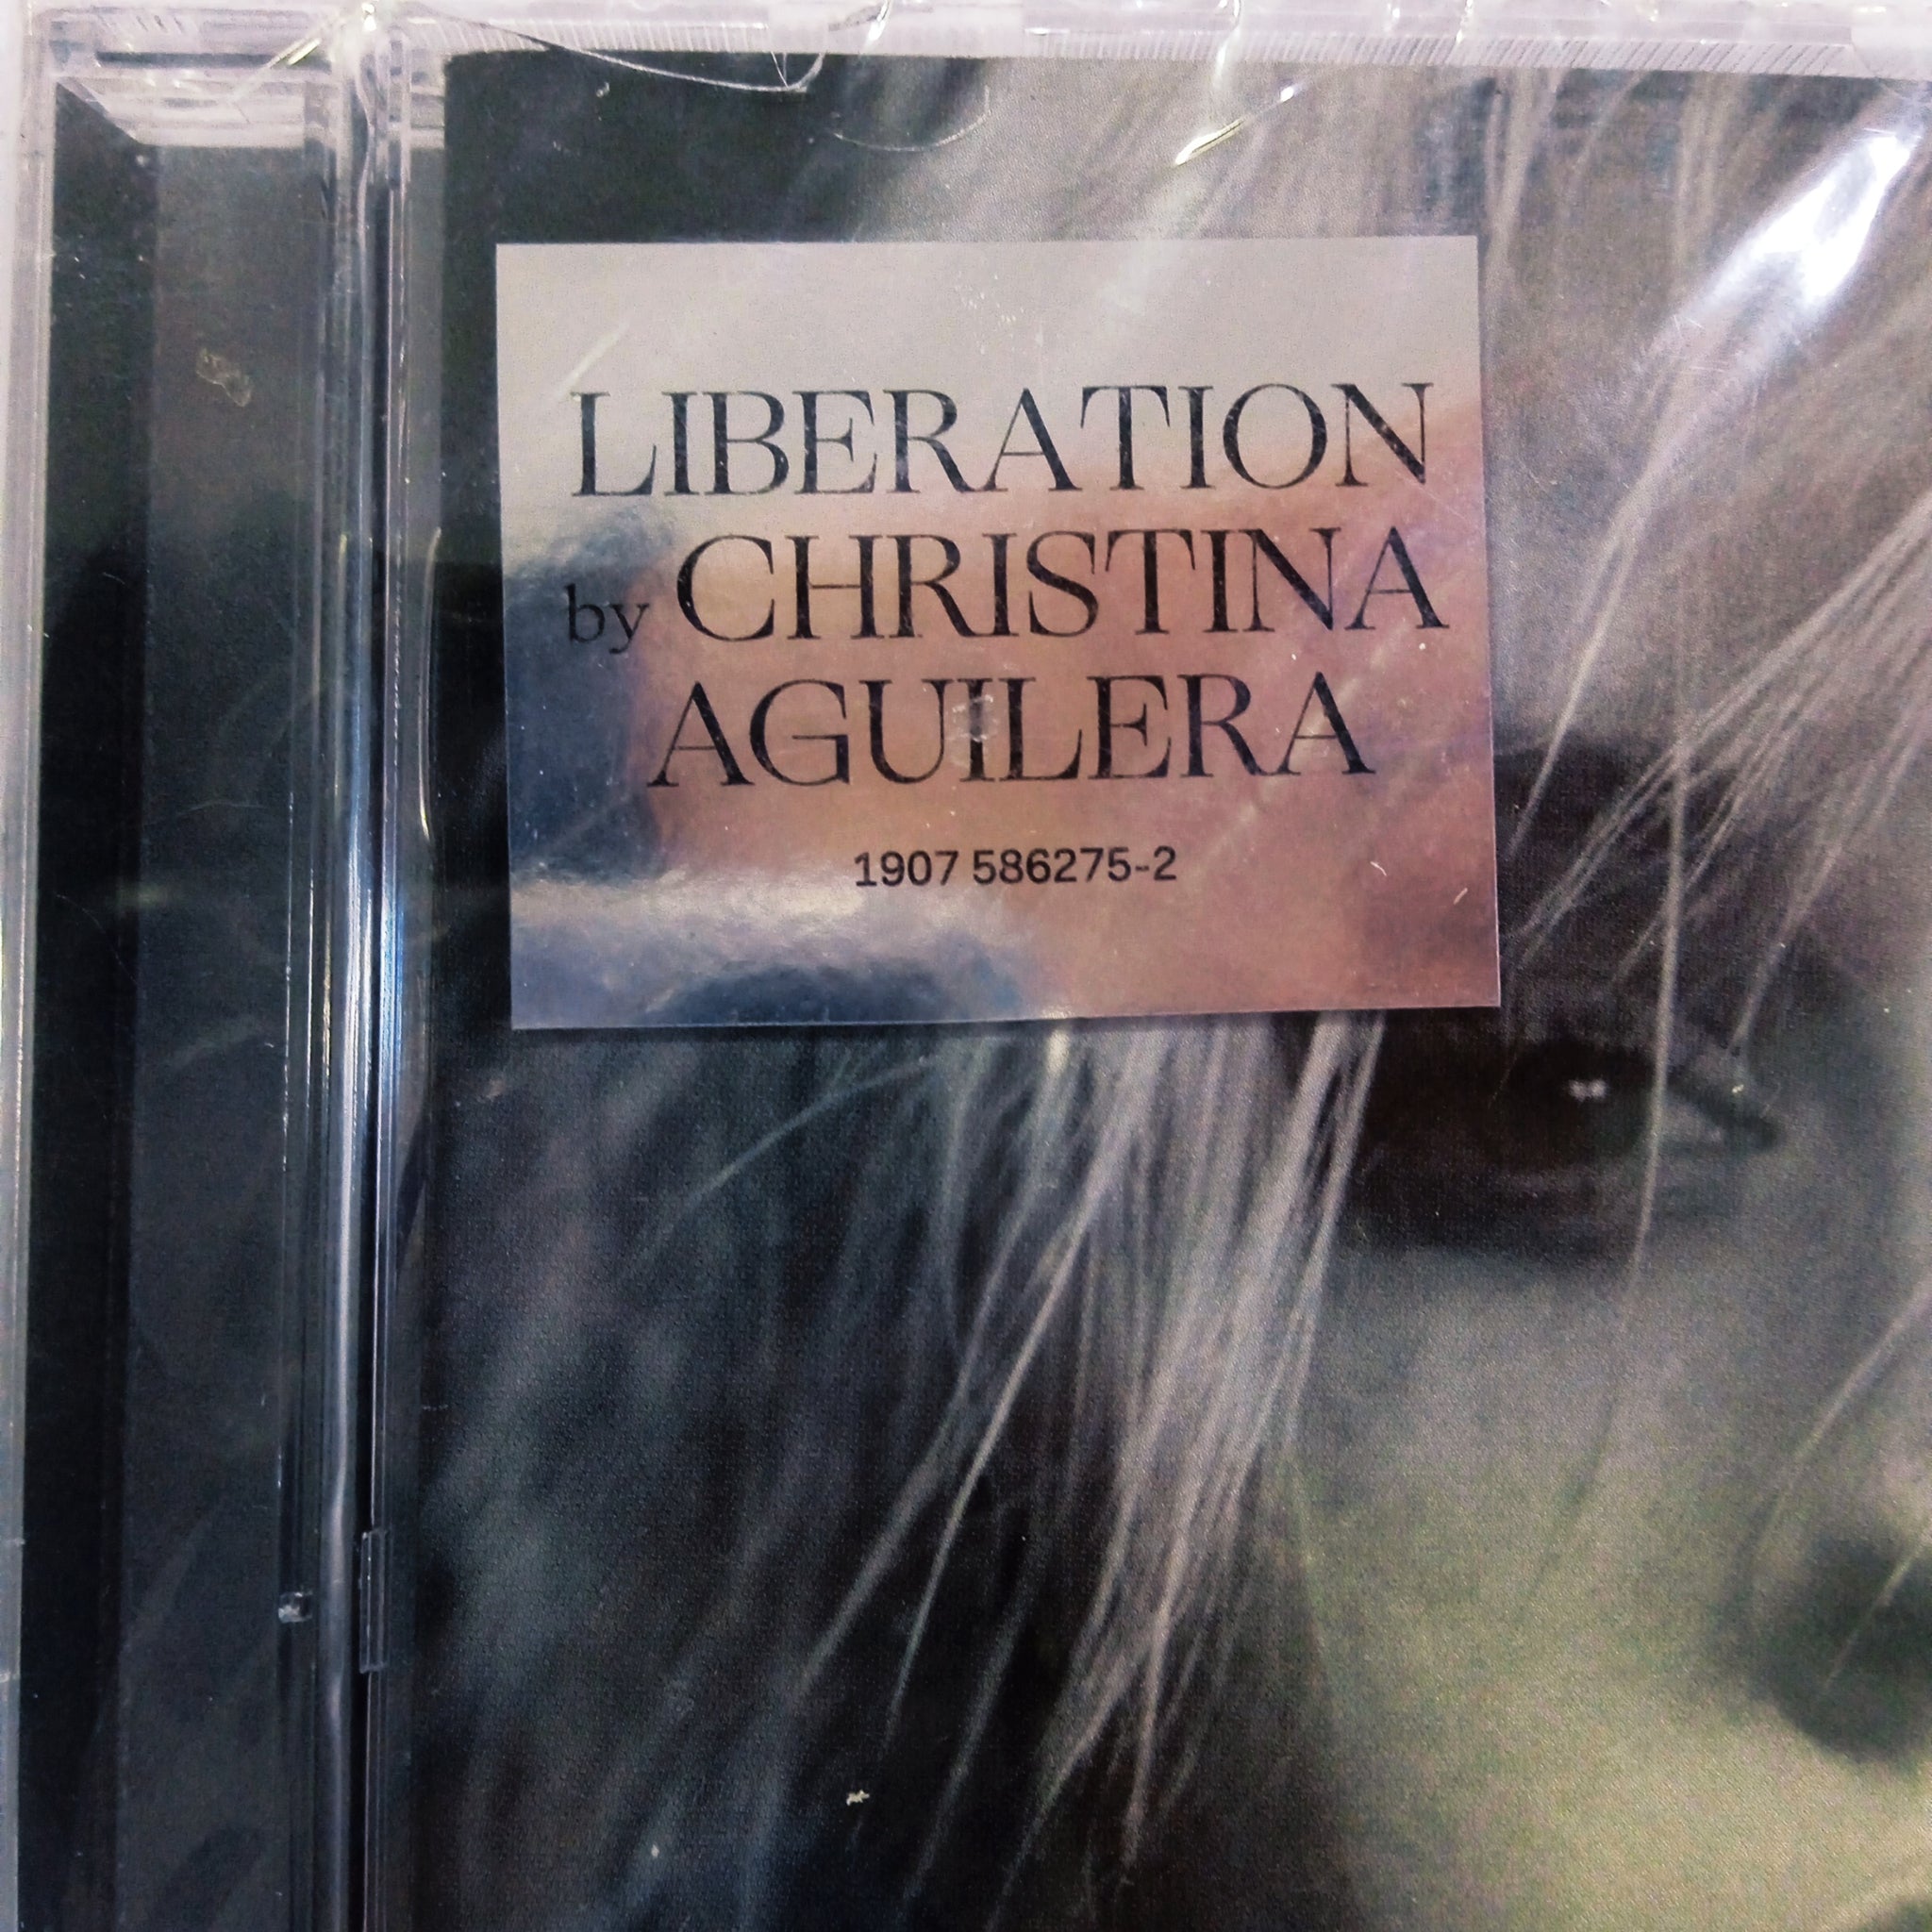 LIBERATION
by CHRISTINA
AGUILERA
1907 586275-2